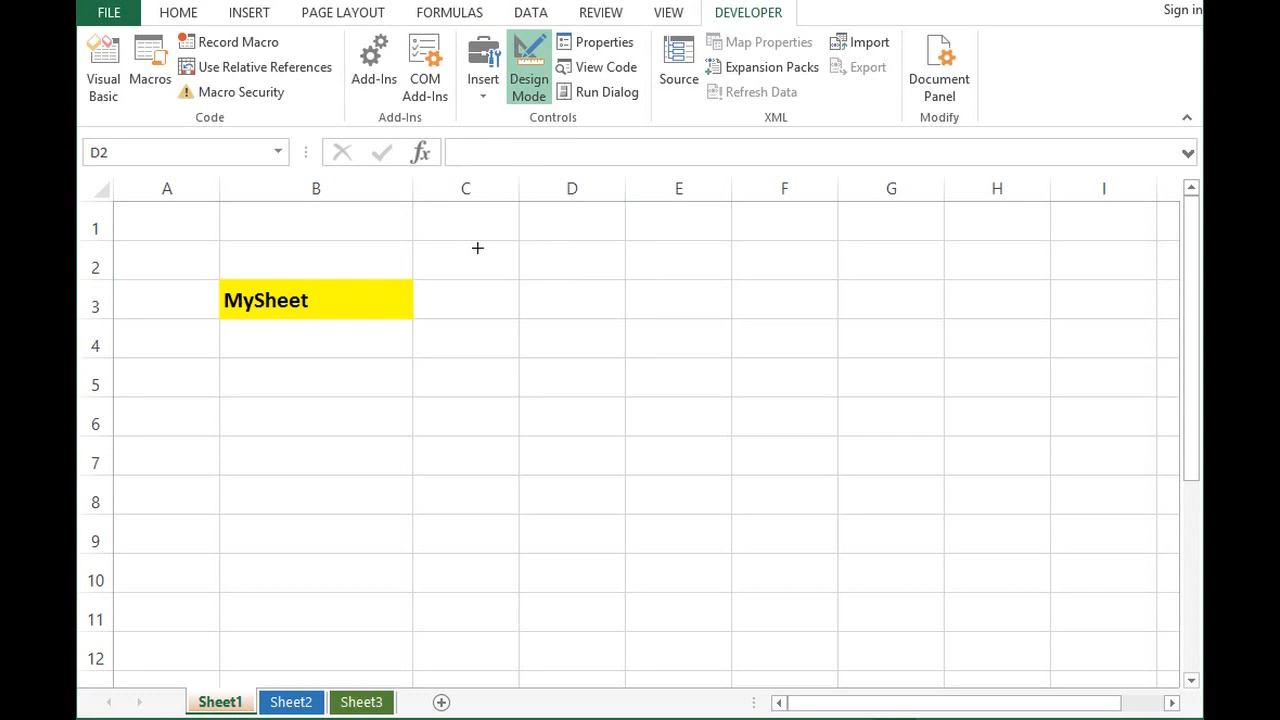 FILE HOME INSERT PAGE LAYOUT FORMULAS DATA REVIEW VIEW DEVELOPER Sign in
Visual Basic
Macros
Record Macro
Use Relative References
Macro Security
Code
Add-Ins
COM Add-Ins
Add-Ins
Insert
Design Mode
Properties
View Code
Run Dialog
Controls
Source
Map Properties
Expansion Packs
Refresh Data
Import
Export
XML
Document Panel
Modify
D2 fx
A B C D E F G H I
1
2
3 MySheet
4
5
6
7
8
9
10
11
12
Sheet1 Sheet2 Sheet3